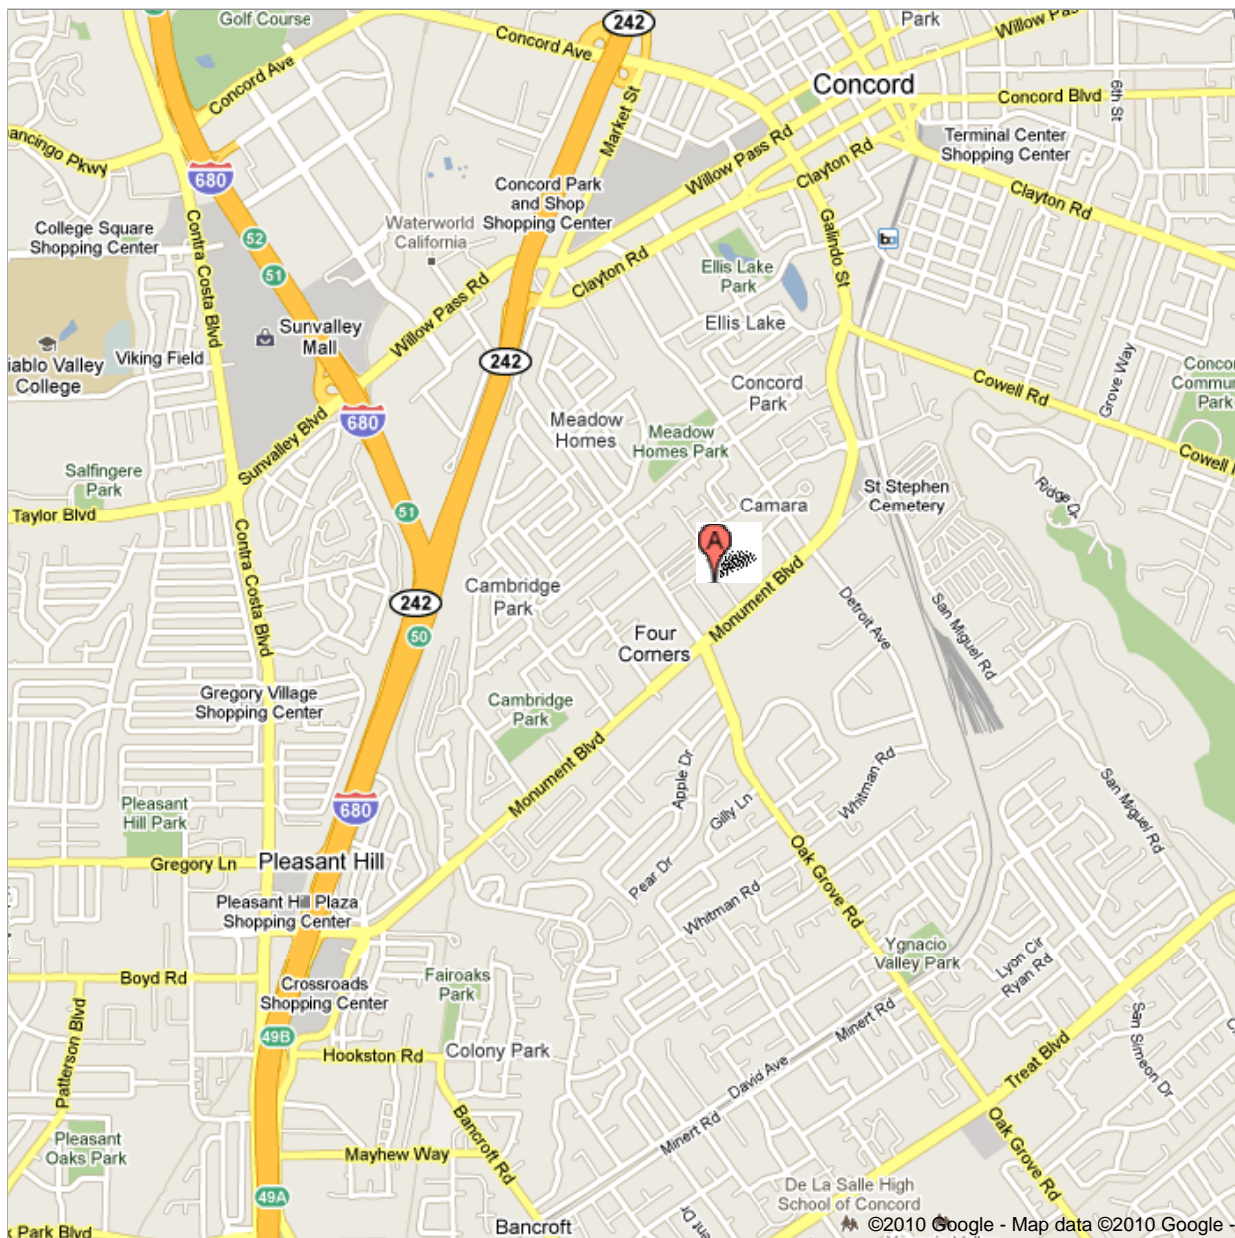 242
Golf Course
Park
Willow Pass
Concord Ave
Concord Ave
Concord
Concord Blvd
6th St
Market St
Terminal Center
Shopping Center
ancingo Pkwy
Willow Pass Rd
Clayton Rd
680
Concord Park
and Shop
Shopping Center
Clayton Rd
College Square
Shopping Center
Contra Costa Blvd
52
Waterworld
California
Galindo St
51
Clayton Rd
Ellis Lake
Park
Willow Pass Rd
Ellis Lake
Sunvalley
Mall
iablo Valley
College
Viking Field
242
Cowell Rd
Grove Way
Concor
Commun
Park
Concord
Park
680
Meadow
Homes
Meadow
Homes Park
Sunvalley Blvd
Salfingere
Park
Cowell
Taylor Blvd
51
Camara
St Stephen
Cemetery
Ridge Dr
A
Contra Costa Blvd
Cambridge
Park
242
50
Monument Blvd
Detroit Ave
San Miguel Rd
Four
Corners
Gregory Village
Shopping Center
Cambridge
Park
Monument Blvd
Apple Dr
Whitman Rd
Gilly Ln
San Miguel Rd
680
Pleasant
Hill Park
Gregory Ln
Pleasant Hill
Pear Dr
Oak Grove Rd
Whitman Rd
Pleasant Hill Plaza
Shopping Center
Ygnacio
Valley Park
Lyon Cir
Ryan Rd
Boyd Rd
Crossroads
Shopping Center
Fairoaks
Park
Patterson Blvd
49B
Minert Rd
San Simeon Dr
Hookston Rd
Colony Park
David Ave
Treat Blvd
Bancroft Rd
Minert Rd
Oak Grove Rd
Pleasant
Oaks Park
Mayhew Way
49A
De La Salle High
School of Concord
k Park Blvd
Bancroft
ent Dr
©2010 Google - Map data ©2010 Google -